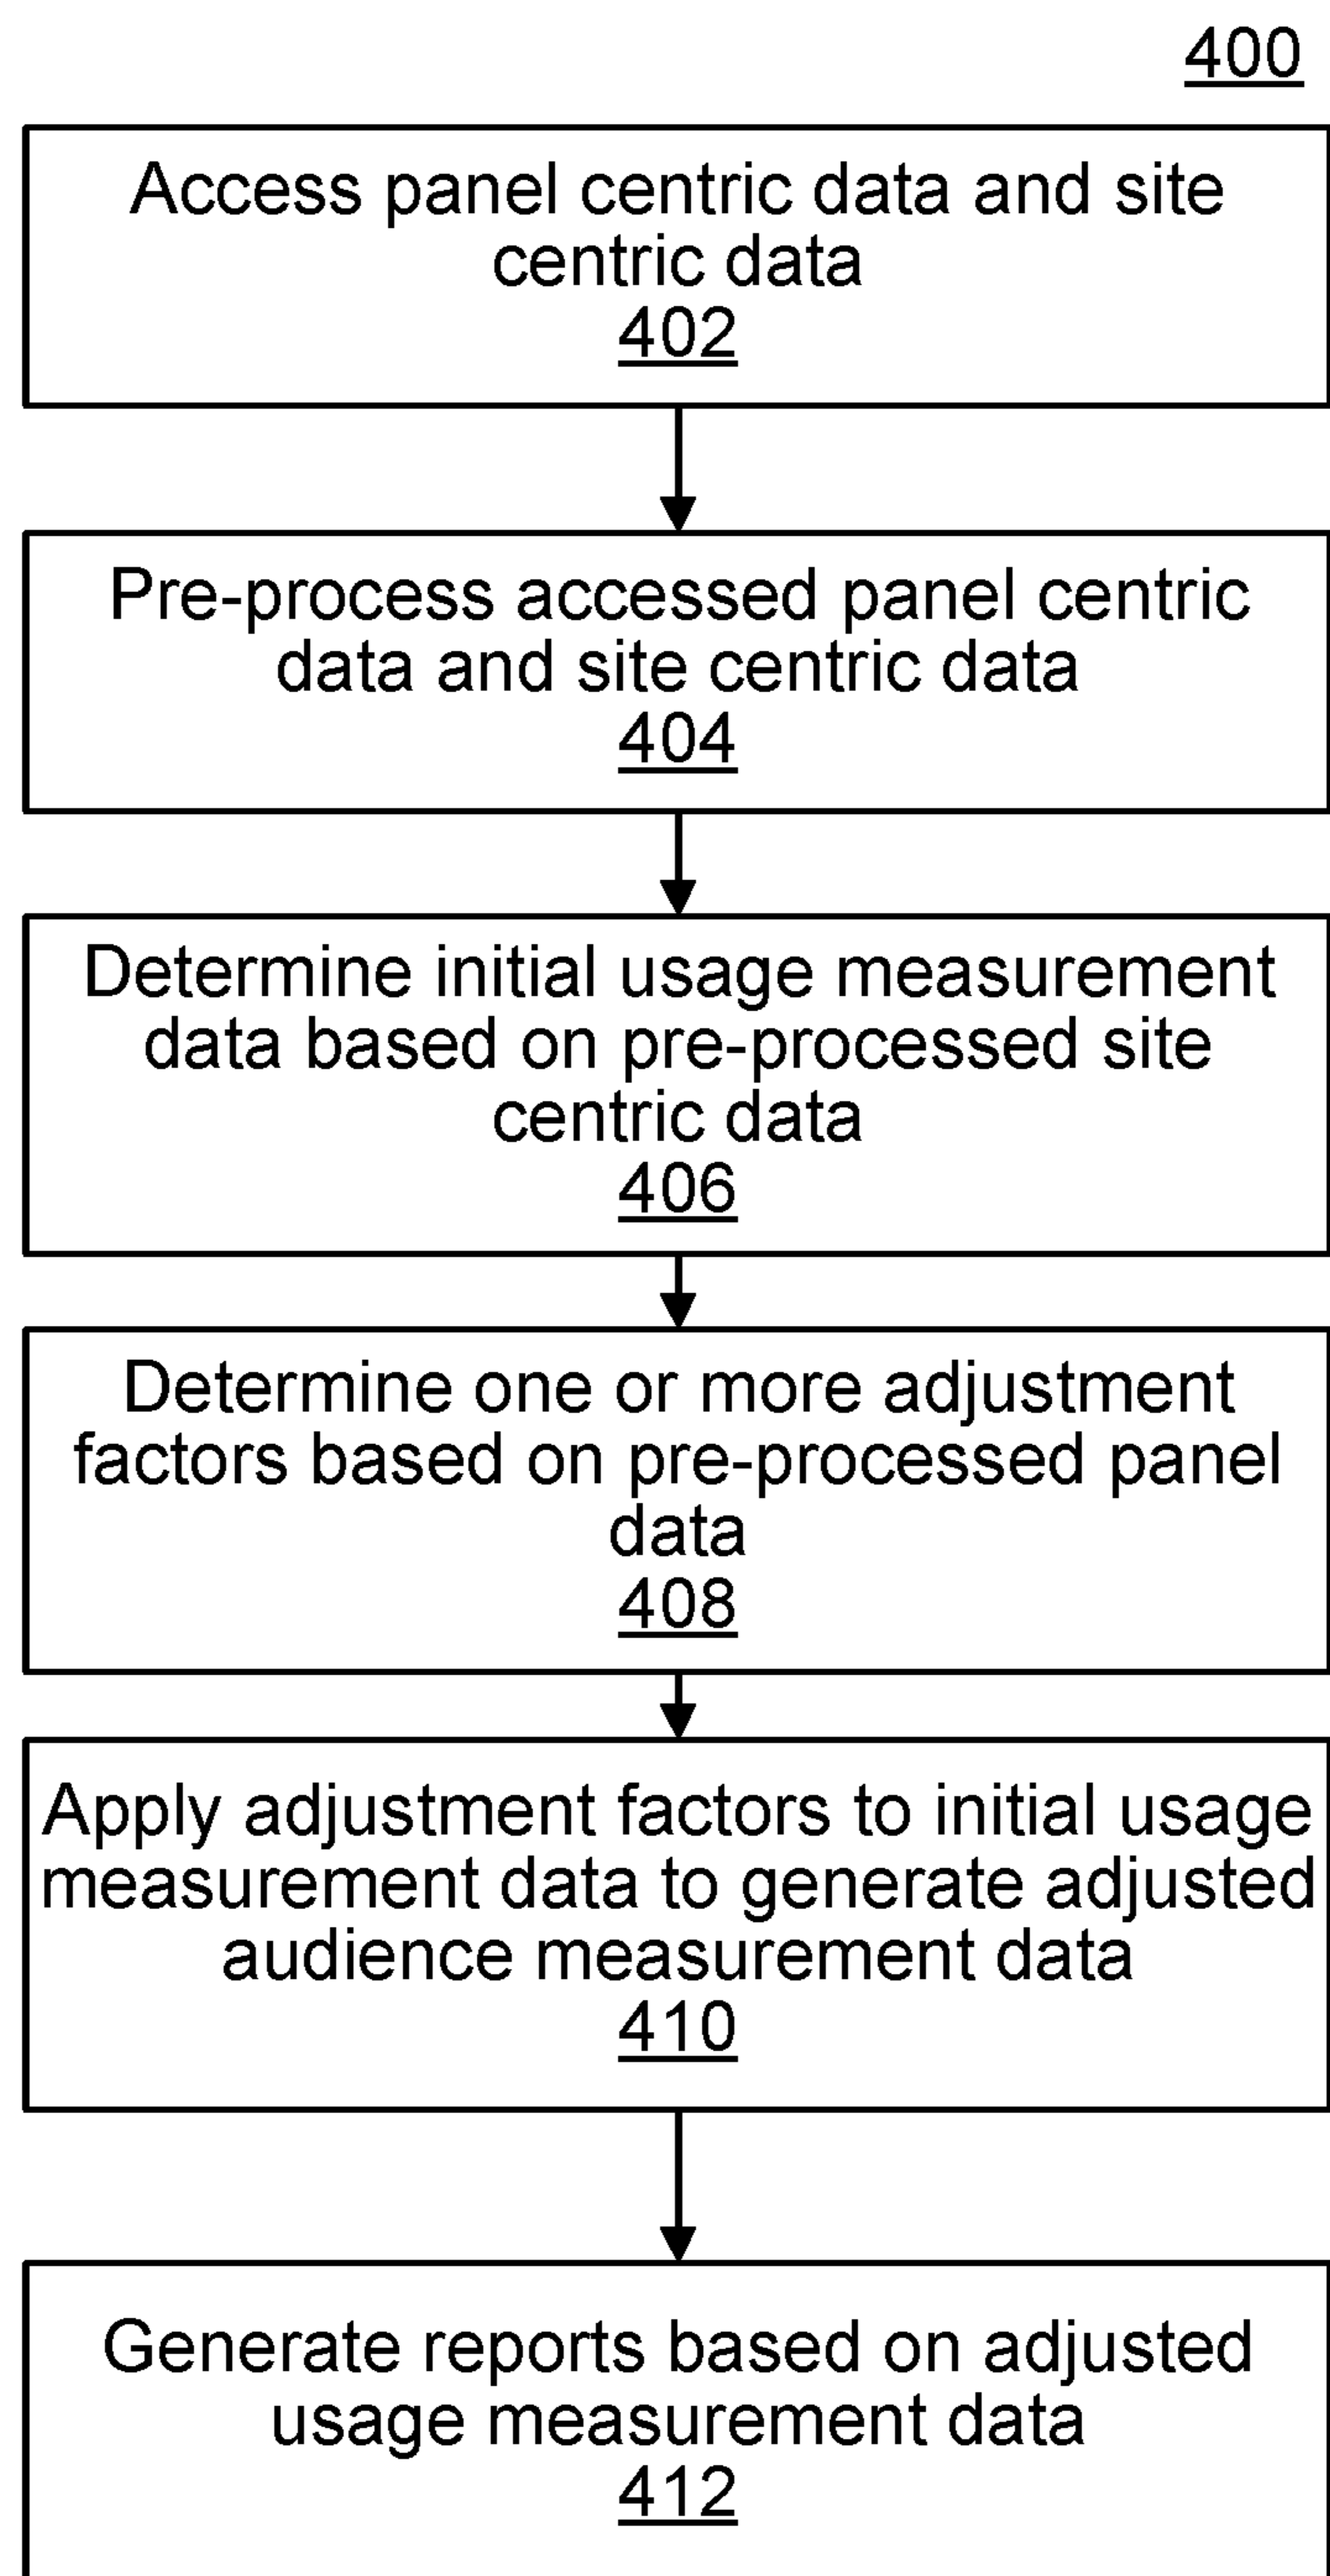 400
Access panel centric data and site
centric data
402
Pre-process accessed panel centric
data and site centric data
404
Determine initial usage measurement
data based on pre-processed site
centric data
406
Determine one or more adjustment
factors based on pre-processed panel
data
408
Apply adjustment factors to initial usage
measurement data to generate adjusted
audience measurement data
410
Generate reports based on adjusted
usage measurement data
412